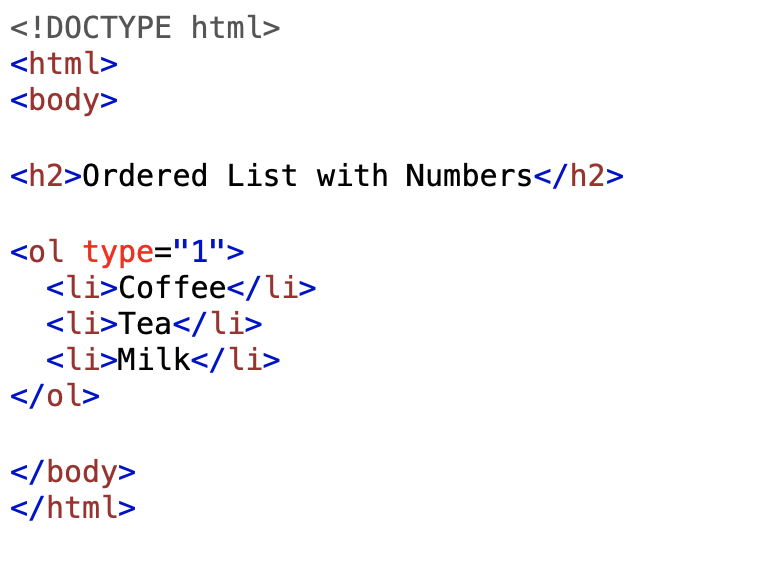 <!DOCTYPE html>
<html>
<body>
<h2>Ordered List with Numbers</h2>
<ol type="1">
  <li>Coffee</li>
  <li>Tea</li>
  <li>Milk</li>
</ol>
</body>
</html>